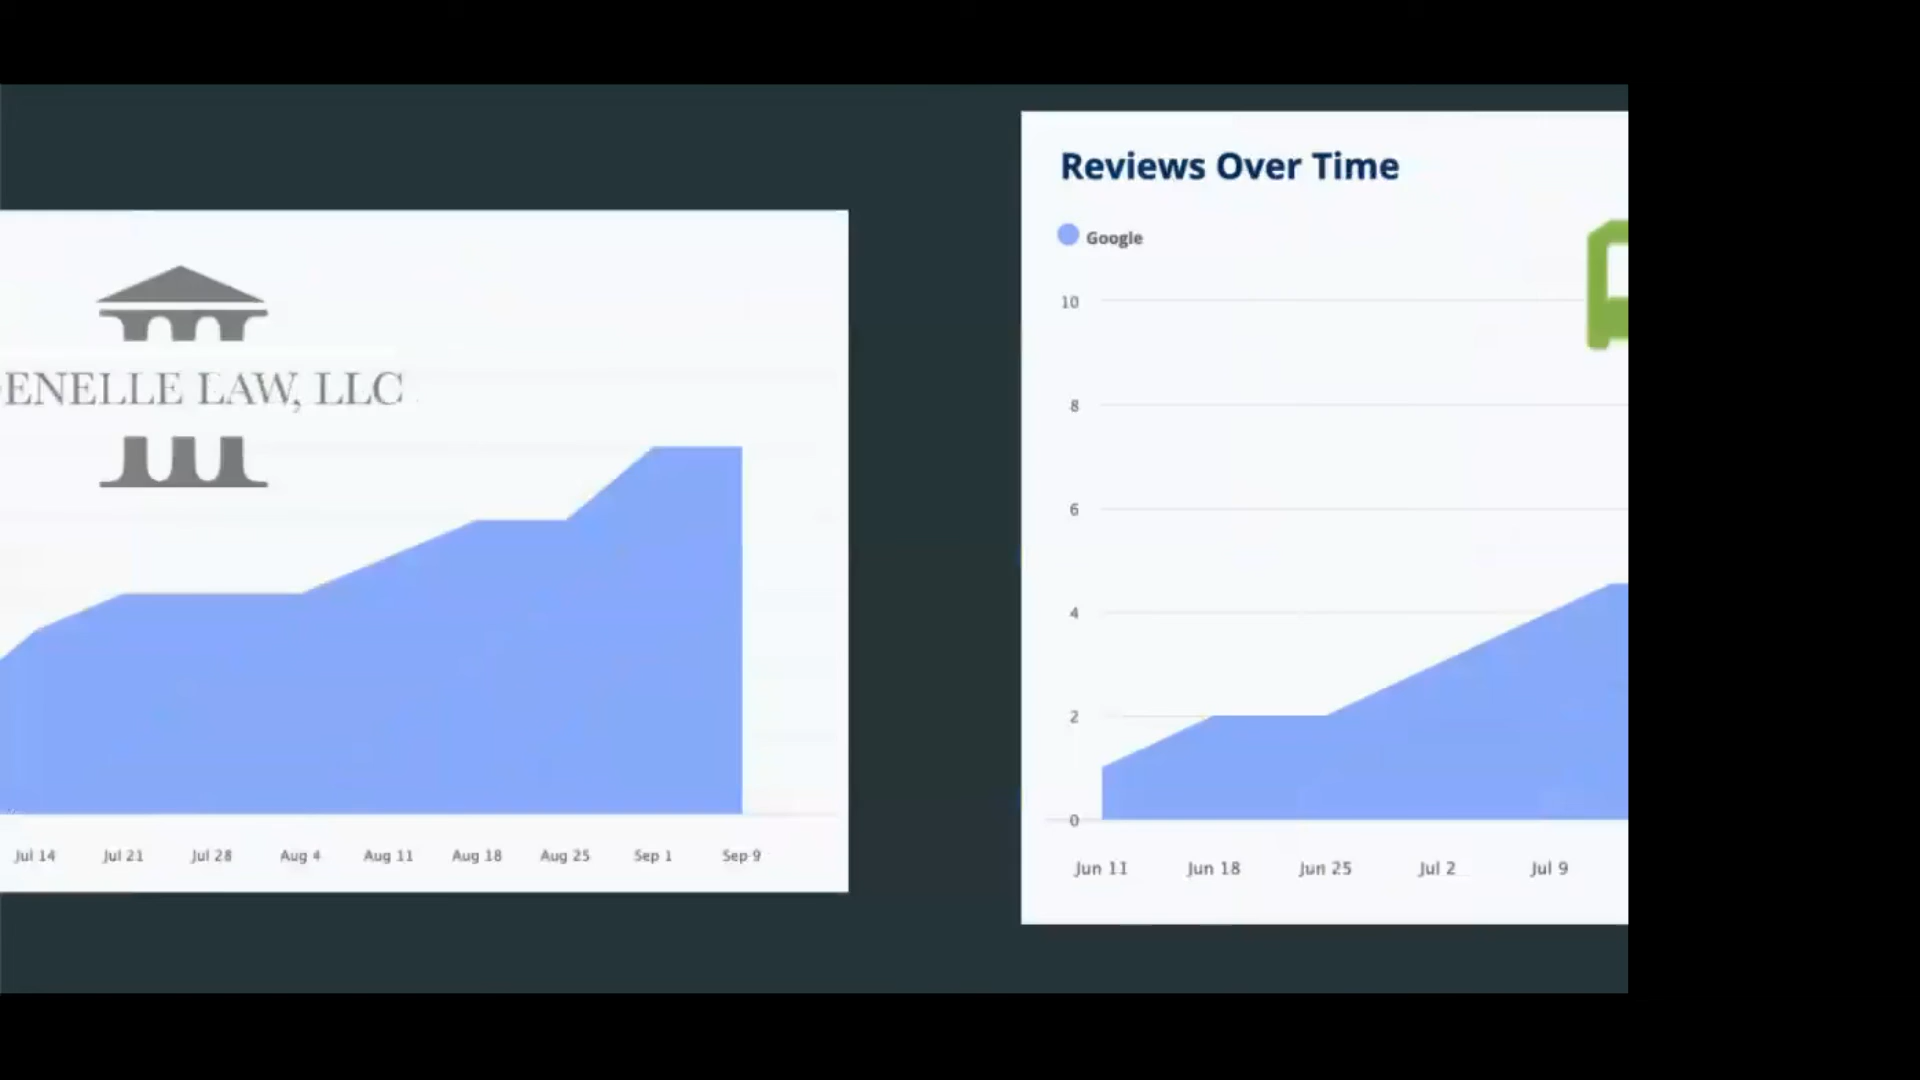 ENELLE LAW, LLC
Jul 14 Jul 21 Jul 28 Aug 4 Aug 11 Aug 18 Aug 25 Sep 1 Sep 9
Reviews Over Time
Google
10
8
6
4
2
0
Jun 11 Jun 18 Jun 25 Jul 2 Jul 9